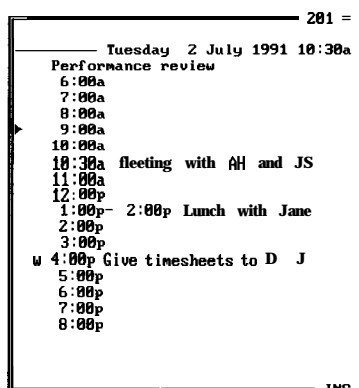 201 =
Tuesday 2 July 1991 10:30a
Performance review
6:00a
7:00a
8:00a
9:00a
10:00a
10:30a fleeting with AH and JS
11:00a
12:00p
1:00p- 2:00p Lunch with Jane
2:00p
3:00p
w 4:00p Give timesheets to D J
5:00p
6:00p
7:00p
8:00p